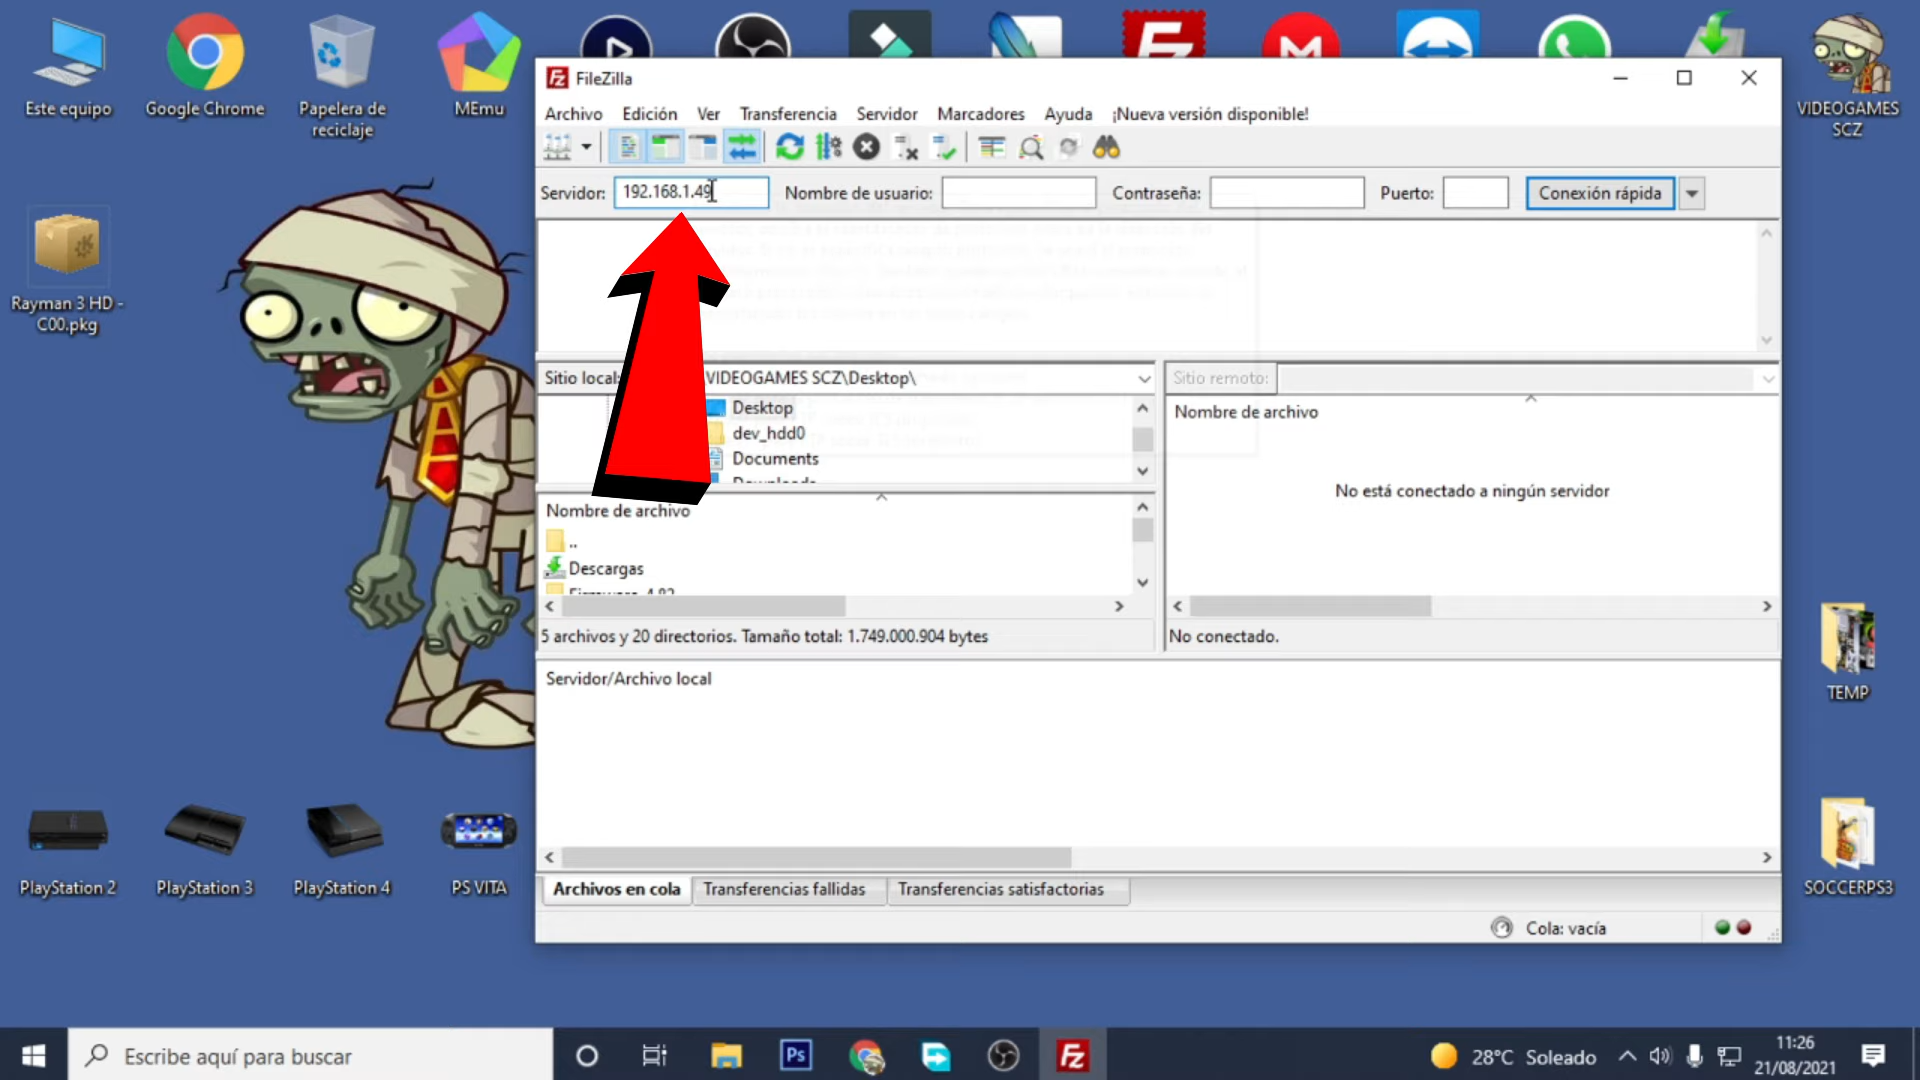 Este equipo
Google Chrome
Papelera de
reciclaje
MEmu
VIDEOGAMES
SCZ
Rayman 3 HD -
C00.pkg
FileZilla
Archivo Edición Ver Transferencia Servidor Marcadores Ayuda ¡Nueva versión disponible!
Servidor: 192.168.1.49 Nombre de usuario: Contraseña: Puerto: Conexión rápida
Sitio local: VIDEOGAMES SCZ\Desktop\
Desktop
dev_hdd0
Documents
Downloads
Sitio remoto:
Nombre de archivo
No está conectado a ningún servidor
Nombre de archivo
..
Descargas
Firmware 4.82
5 archivos y 20 directorios. Tamaño total: 1.749.000.904 bytes
No conectado.
Servidor/Archivo local
Archivos en cola Transferencias fallidas Transferencias satisfactorias
Cola: vacía
TEMP
SOCCERPS3
PlayStation 2
PlayStation 3
PlayStation 4
PS VITA
Escribe aquí para buscar
Ps
28°C Soleado
11:26
21/08/2021